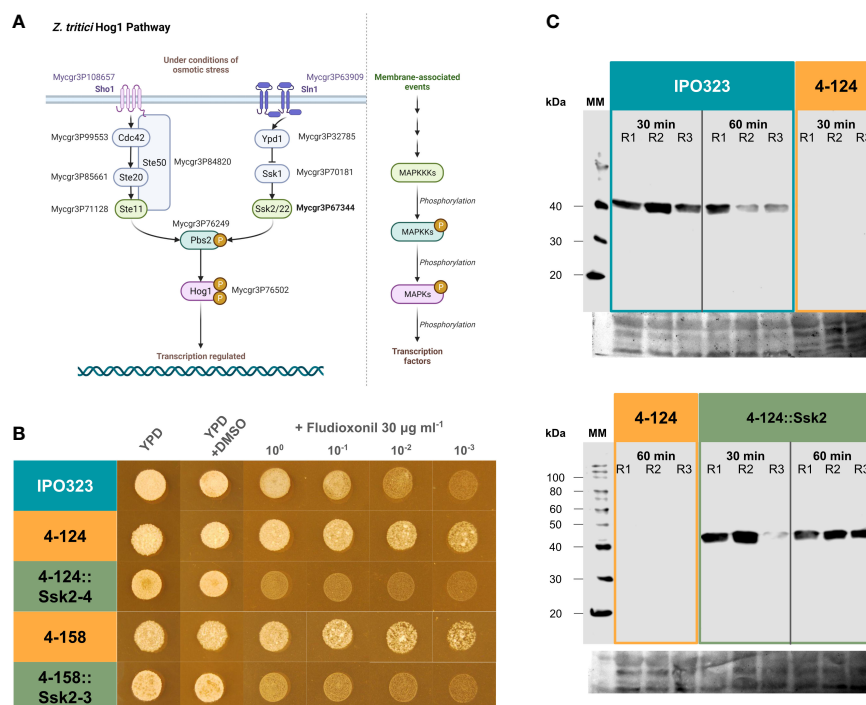 A
Z. tritici Hog1 Pathway
Under conditions of
osmotic stress
Mycgr3P108657
Sho1
Mycgr3P63909
Sln1
Mycgr3P99553
Cdc42
Ste50
Mycgr3P84820
Ypd1
Mycgr3P32785
Mycgr3P85661
Ste20
Ssk1
Mycgr3P70181
Mycgr3P71128
Ste11
Ssk2/22
Mycgr3P67344
Mycgr3P76249
Pbs2
P
Hog1
P
P
Mycgr3P76502
Transcription regulated
Membrane-associated
events
MAPKKKs
Phosphorylation
MAPKKs
P
Phosphorylation
MAPKs
P
Phosphorylation
Transcription
factors
B
YPD
YPD
+DMSO
+ Fludioxonil 30 µg ml-1
10⁰ 10-1 10-2 10-3
IPO323
4-124
4-124::
Ssk2-4
4-158
4-158::
Ssk2-3
C
IPO323
4-124
kDa MM
30 min 60 min 30 min
R1 R2 R3 R1 R2 R3 R1 R2
40
30
20
4-124
4-124::Ssk2
kDa MM
60 min 30 min 60 min
R1 R2 R3 R1 R2 R3 R1 R2 R3
100
80
60
50
40
30
20